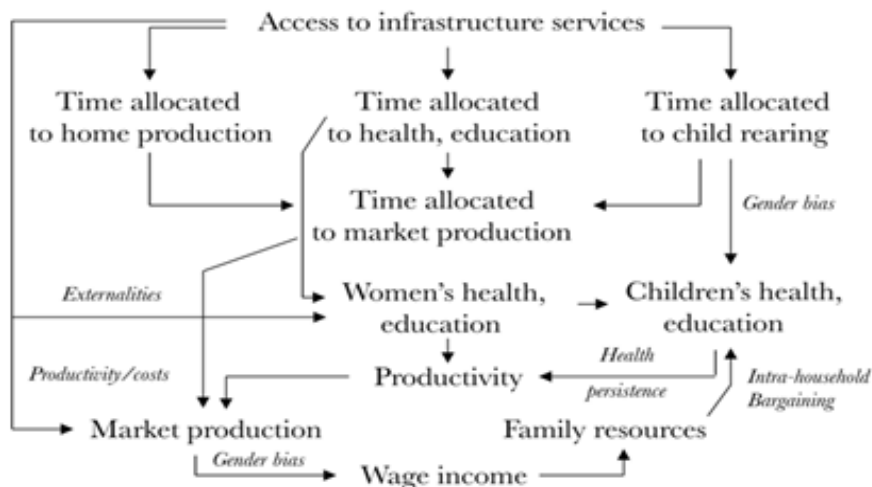 Access to infrastructure services
Time allocated
to home production
Time allocated
to health, education
Time allocated
to child rearing
Time allocated
to market production
Gender bias
Externalities
Women's health,
education
Children's health,
education
Productivity/costs
Productivity
Health
persistence
Intra-household
Bargaining
Market production
Family resources
Gender bias
Wage income